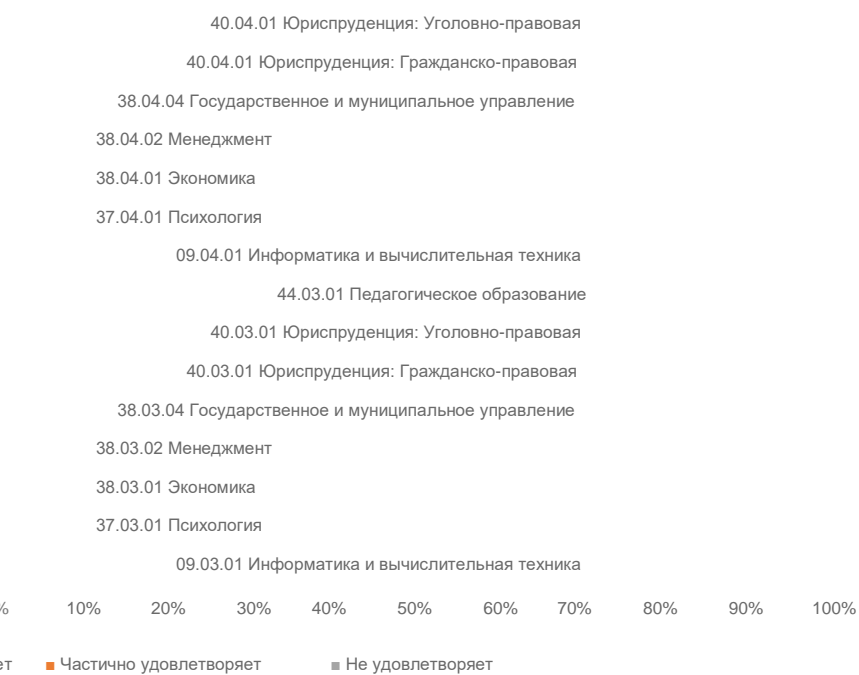 40.04.01 Юриспруденция: Уголовно-правовая
40.04.01 Юриспруденция: Гражданско-правовая
38.04.04 Государственное и муниципальное управление
38.04.02 Менеджмент
38.04.01 Экономика
37.04.01 Психология
09.04.01 Информатика и вычислительная техника
44.03.01 Педагогическое образование
40.03.01 Юриспруденция: Уголовно-правовая
40.03.01 Юриспруденция: Гражданско-правовая
38.03.04 Государственное и муниципальное управление
38.03.02 Менеджмент
38.03.01 Экономика
37.03.01 Психология
09.03.01 Информатика и вычислительная техника
% 10% 20% 30% 40% 50% 60% 70% 80% 90% 100%
ет Частично удовлетворяет Не удовлетворяет